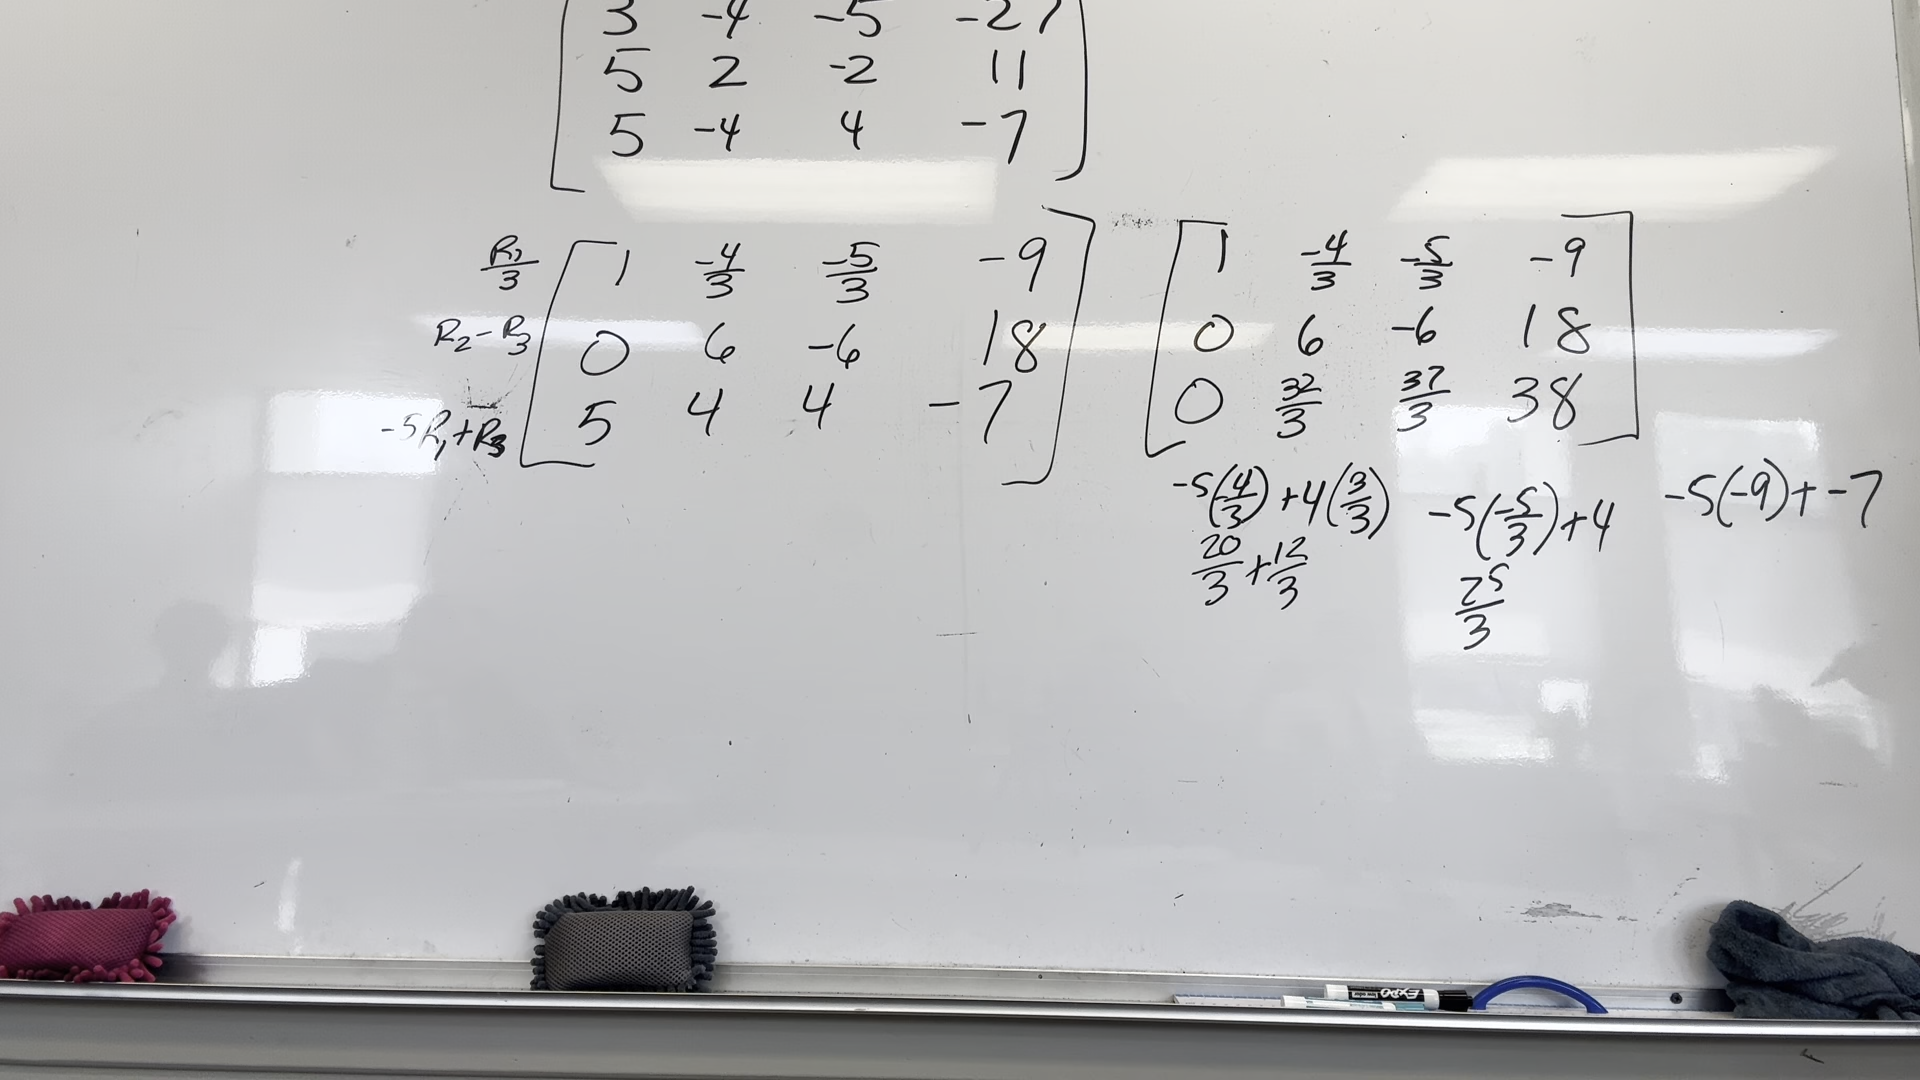 3 -4 -5 -27
5 2 -2 11
5 -4 4 -7
R₁/3 1 -4/3 -5/3 -9
R₂ - R₃ 0 6 -6 18
-5R₁ + R₃ 5 4 4 -7
1 -4/3 -5/3 -9
0 6 -6 18
0 32/3 37/3 38
-5(4/3) + 4(3/3)
20/3 + 12/3
-5(-5/3) + 4
25/3
-5(-9) + -7
EXPO